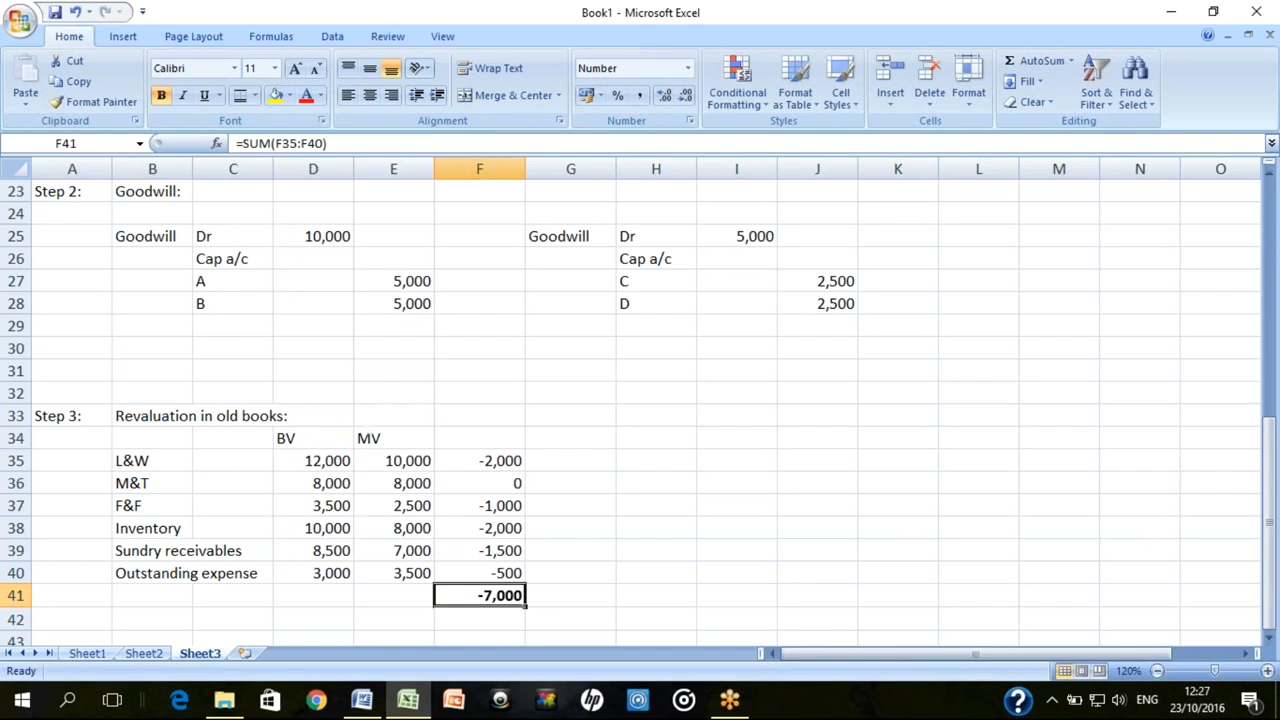 Book1 - Microsoft Excel
Home Insert Page Layout Formulas Data Review View
Paste Cut Copy Format Painter
Calibri 11 Wrap Text Merge & Center
Number
Conditional Formatting Format as Table Cell Styles
Insert Delete Format
AutoSum Fill Clear Sort & Filter Find & Select
Clipboard Font Alignment Number Styles Cells Editing
F41 fx =SUM(F35:F40)
A B C D E F G H I J K L M N O
23 Step 2: Goodwill:
24
25 Goodwill Dr 10,000 Goodwill Dr 5,000
26 Cap a/c Cap a/c
27 A 5,000 C 2,500
28 B 5,000 D 2,500
29
30
31
32
33 Step 3: Revaluation in old books:
34 BV MV
35 L&W 12,000 10,000 -2,000
36 M&T 8,000 8,000 0
37 F&F 3,500 2,500 -1,000
38 Inventory 10,000 8,000 -2,000
39 Sundry receivables 8,500 7,000 -1,500
40 Outstanding expense 3,000 3,500 -500
41 -7,000
42
43
Sheet1 Sheet2 Sheet3
Ready 120%
hp ENG 12:27
23/10/2016